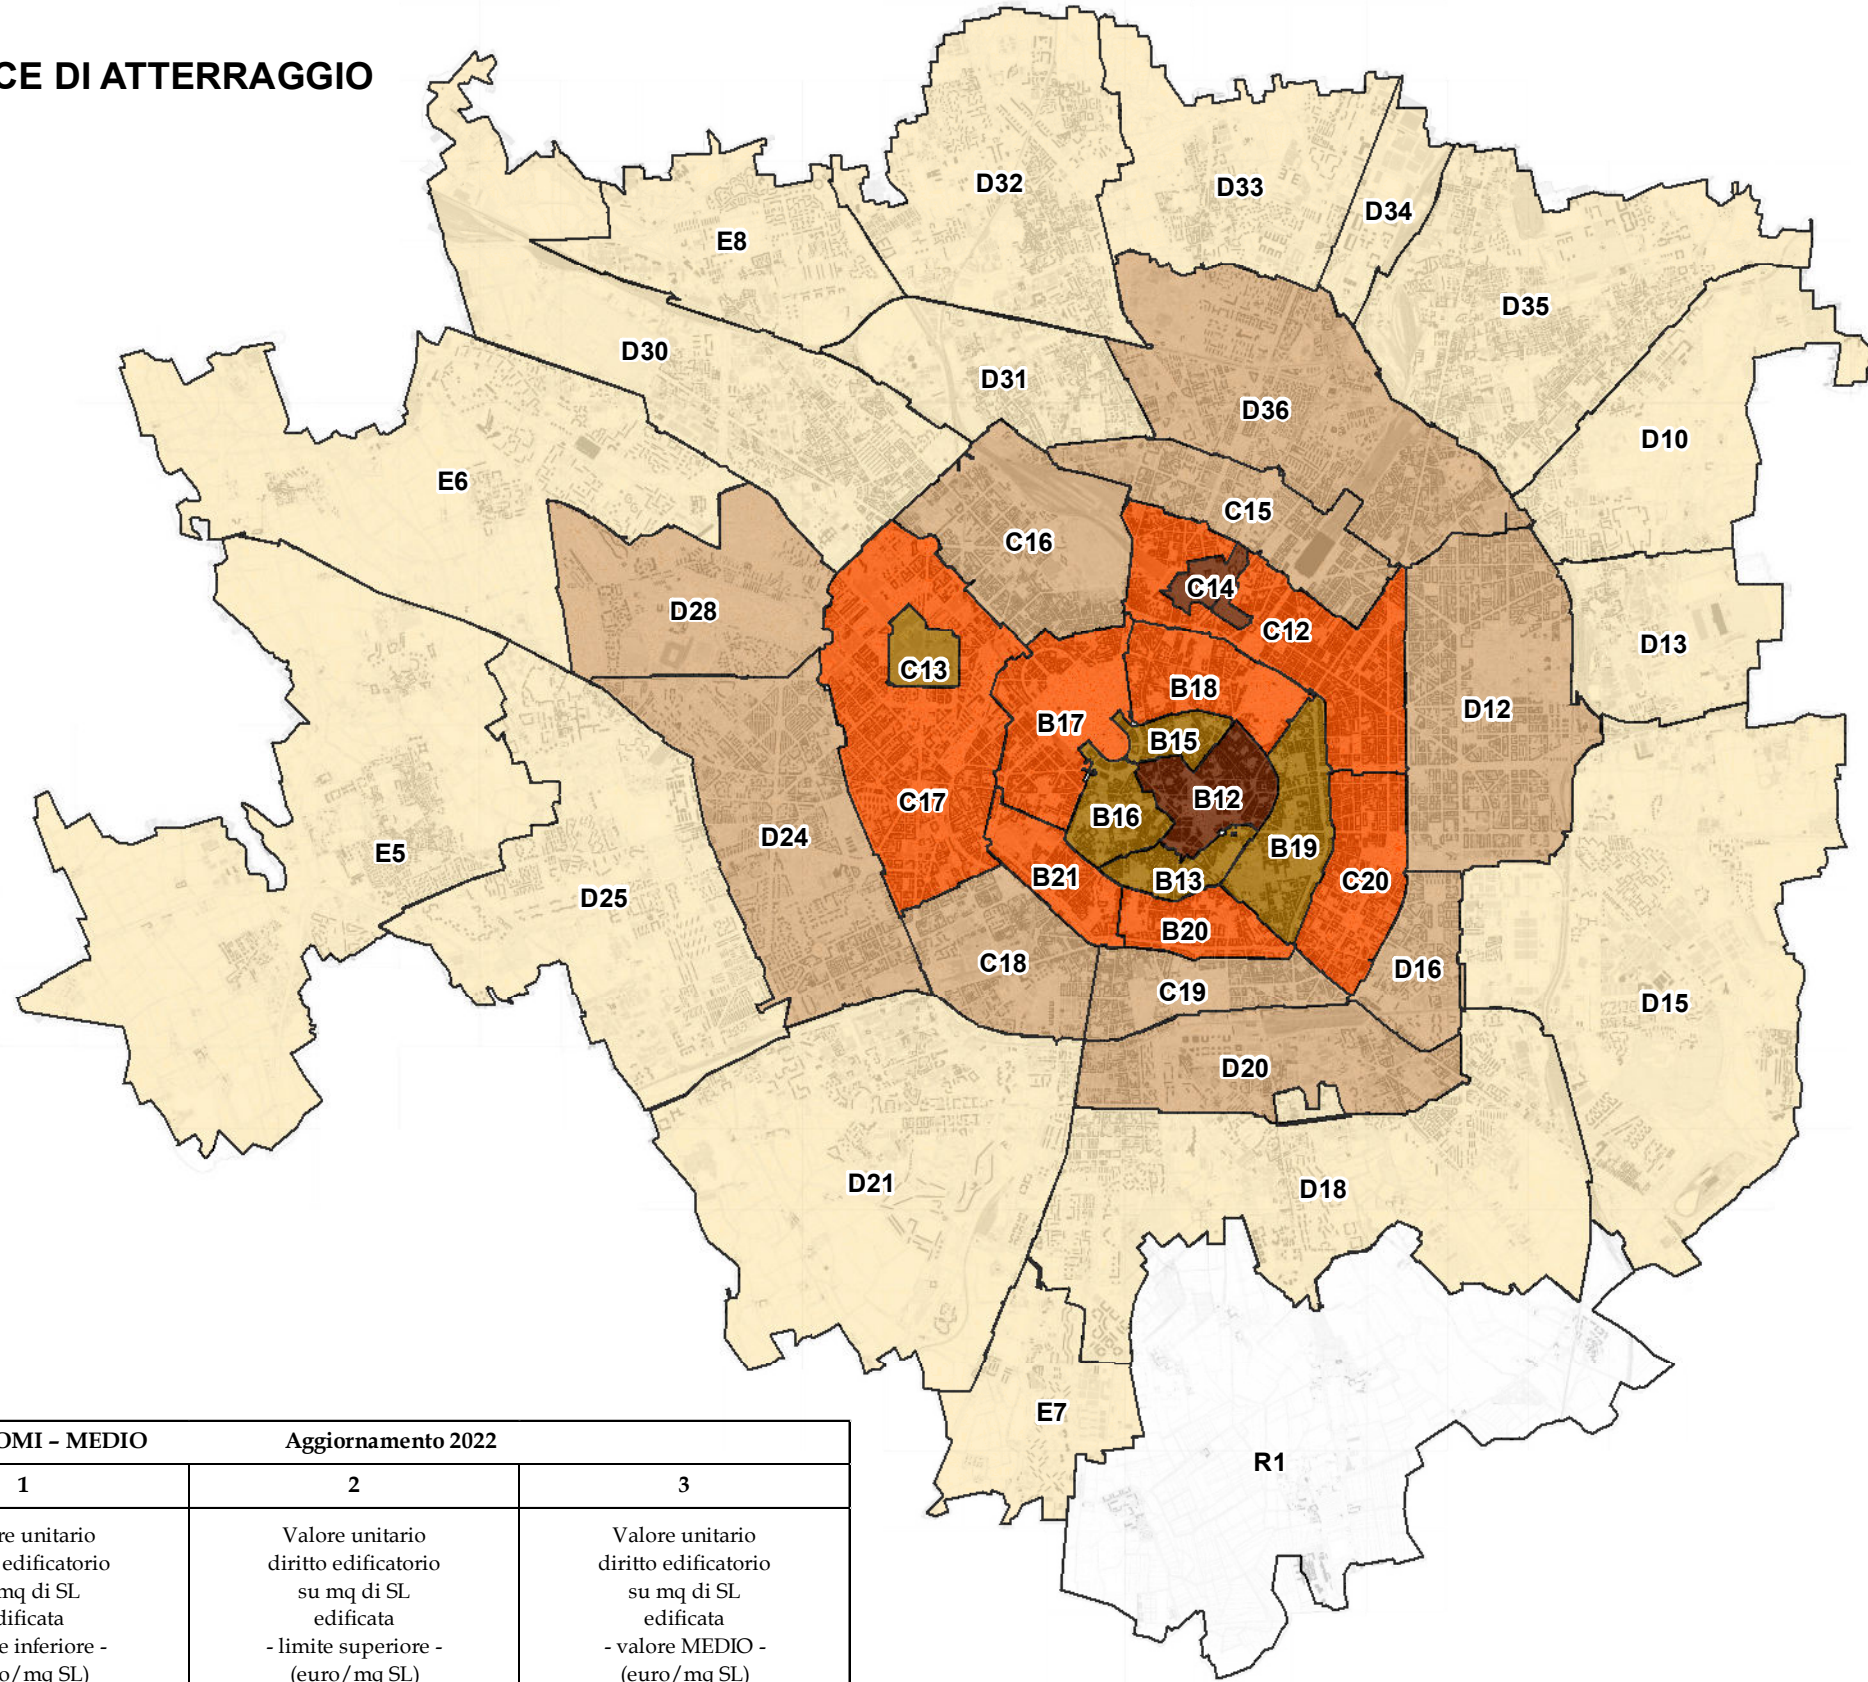 CE DI ATTERRAGGIO
D32
D33
D34
E8
D35
D30
D31
D36
D10
E6
C15
C16
C14
D28
C12
D13
C13
B18
D12
B17
B15
B12
C17
B16
D24
B19
E5
B21
B13
C20
D25
B20
C18
D16
C19
D15
D20
D21
D18
E7
R1
OMI – MEDIO Aggiornamento 2022
1 2 3
re unitario
edificatorio
mq di SL
dificata
e inferiore -
o/mq SL)
Valore unitario
diritto edificatorio
su mq di SL
edificata
- limite superiore -
(euro/mq SL)
Valore unitario
diritto edificatorio
su mq di SL
edificata
- valore MEDIO -
(euro/mq SL)